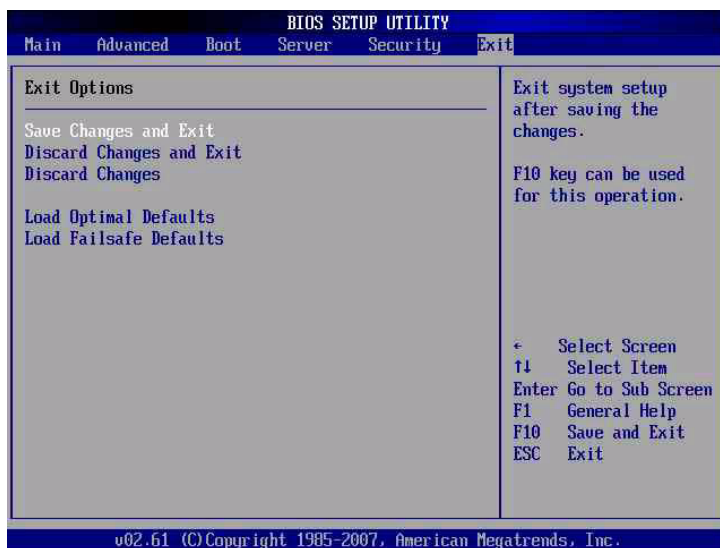 BIOS SETUP UTILITY
Main Advanced Boot Server Security Exit
Exit Options
Save Changes and Exit
Discard Changes and Exit
Discard Changes
Load Optimal Defaults
Load Failsafe Defaults
Exit system setup
after saving the
changes.
F10 key can be used
for this operation.
← Select Screen
↑↓ Select Item
Enter Go to Sub Screen
F1 General Help
F10 Save and Exit
ESC Exit
v02.61 (C)Copyright 1985-2007, American Megatrends, Inc.